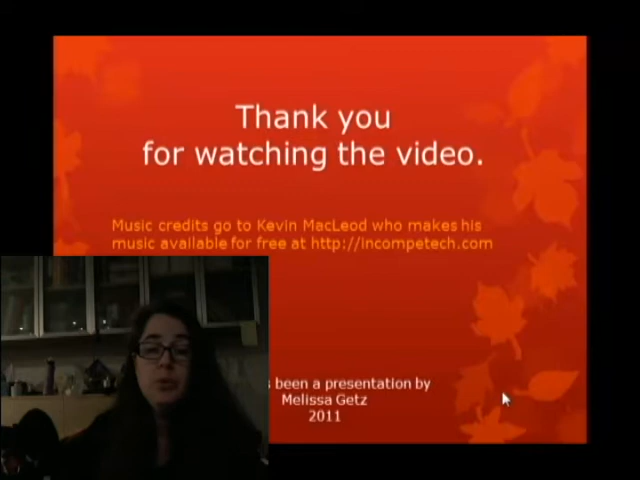 Thank you
for watching the video.
Music credits go to Kevin MacLeod who makes his
music available for free at http://incompetech.com
s been a presentation by
Melissa Getz
2011